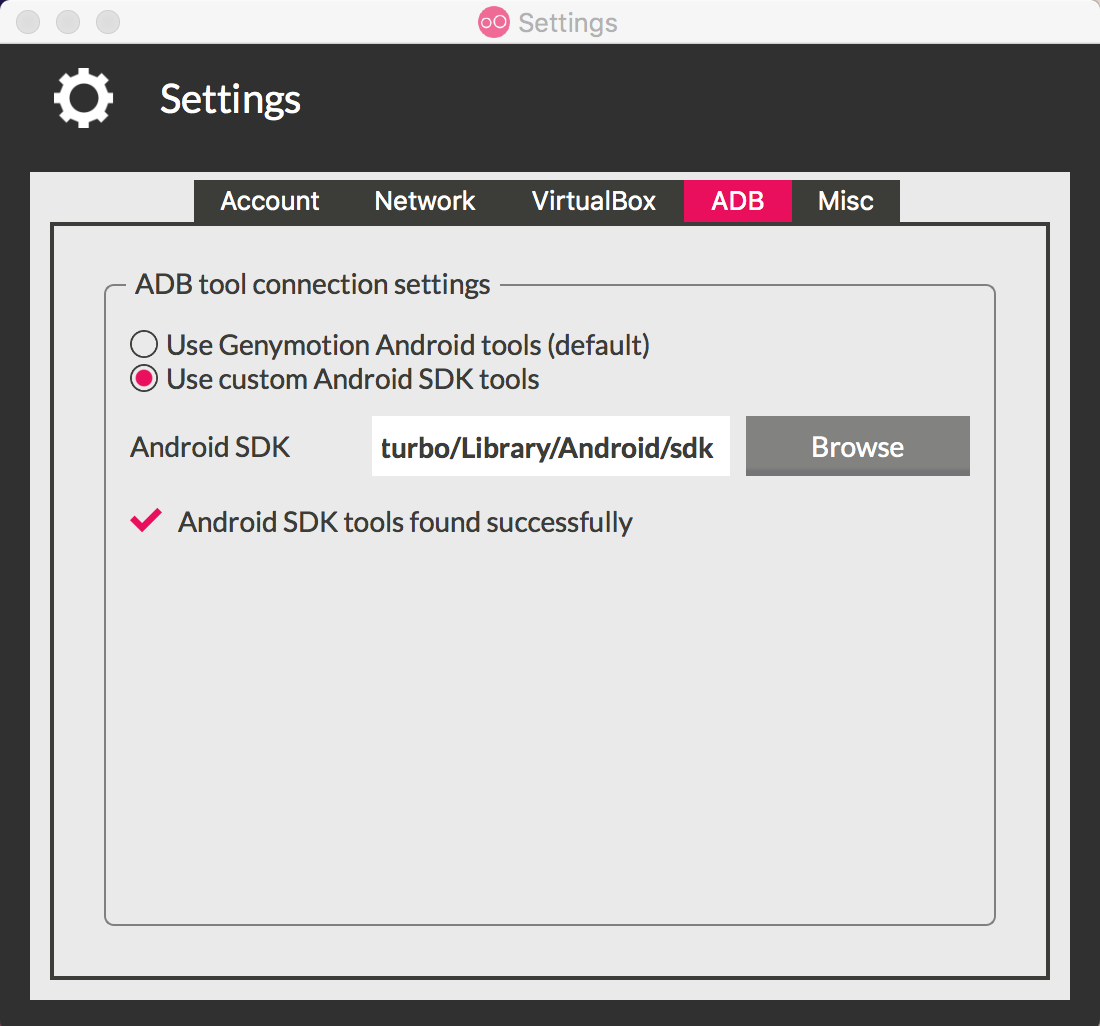 Settings
Settings
Account Network VirtualBox ADB Misc
ADB tool connection settings
Use Genymotion Android tools (default)
Use custom Android SDK tools
Android SDK turbo/Library/Android/sdk Browse
Android SDK tools found successfully